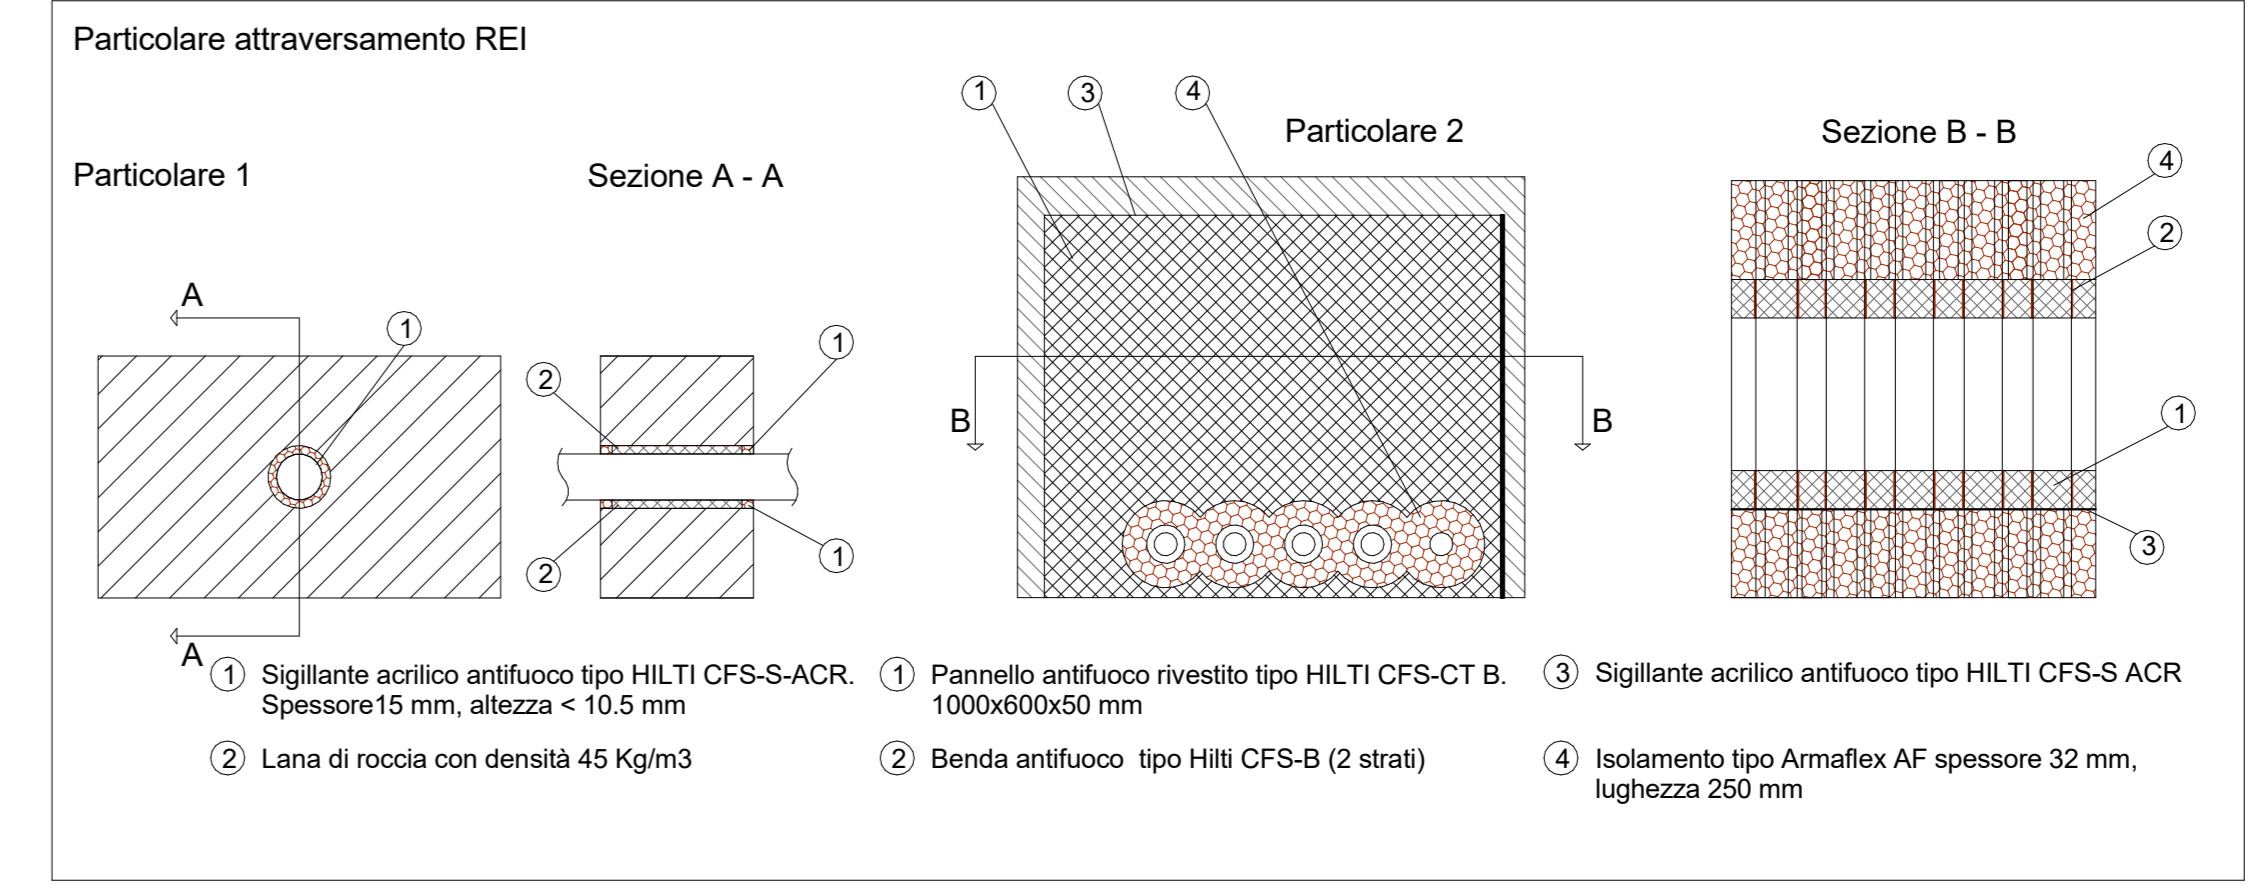 Particolare attraversamento REI
1
3
4
Particolare 2
Sezione B - B
4
Particolare 1
Sezione A - A
2
A
1
1
2
B
B
1
2
1
3
A
1 Sigillante acrilico antifuoco tipo HILTI CFS-S-ACR.
Spessore15 mm, altezza < 10.5 mm
2 Lana di roccia con densità 45 Kg/m3
1 Pannello antifuoco rivestito tipo HILTI CFS-CT B.
1000x600x50 mm
2 Benda antifuoco  tipo Hilti CFS-B (2 strati)
3 Sigillante acrilico antifuoco tipo HILTI CFS-S ACR
4 Isolamento tipo Armaflex AF spessore 32 mm,
lughezza 250 mm